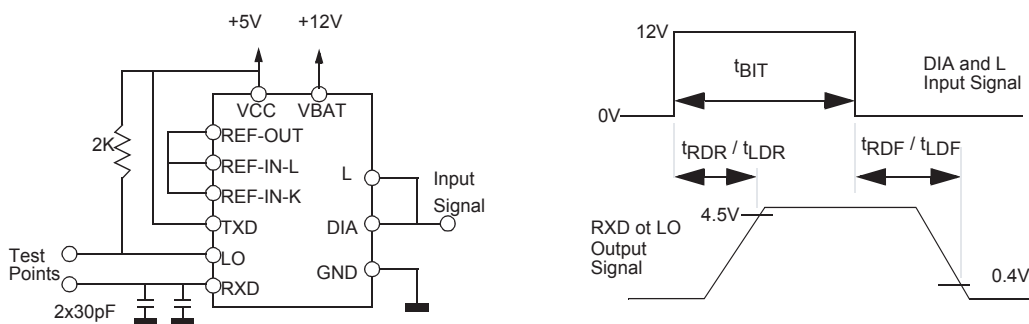 +5V
+12V
VCC
VBAT
2K
REF-OUT
REF-IN-L
REF-IN-K
TXD
LO
RXD
L
DIA
GND
Input
Signal
Test
Points
2x30pF
12V
0V
tBIT
DIA and L
Input Signal
tRDR / tLDR
tRDF / tLDF
4.5V
0.4V
RXD ot LO
Output
Signal